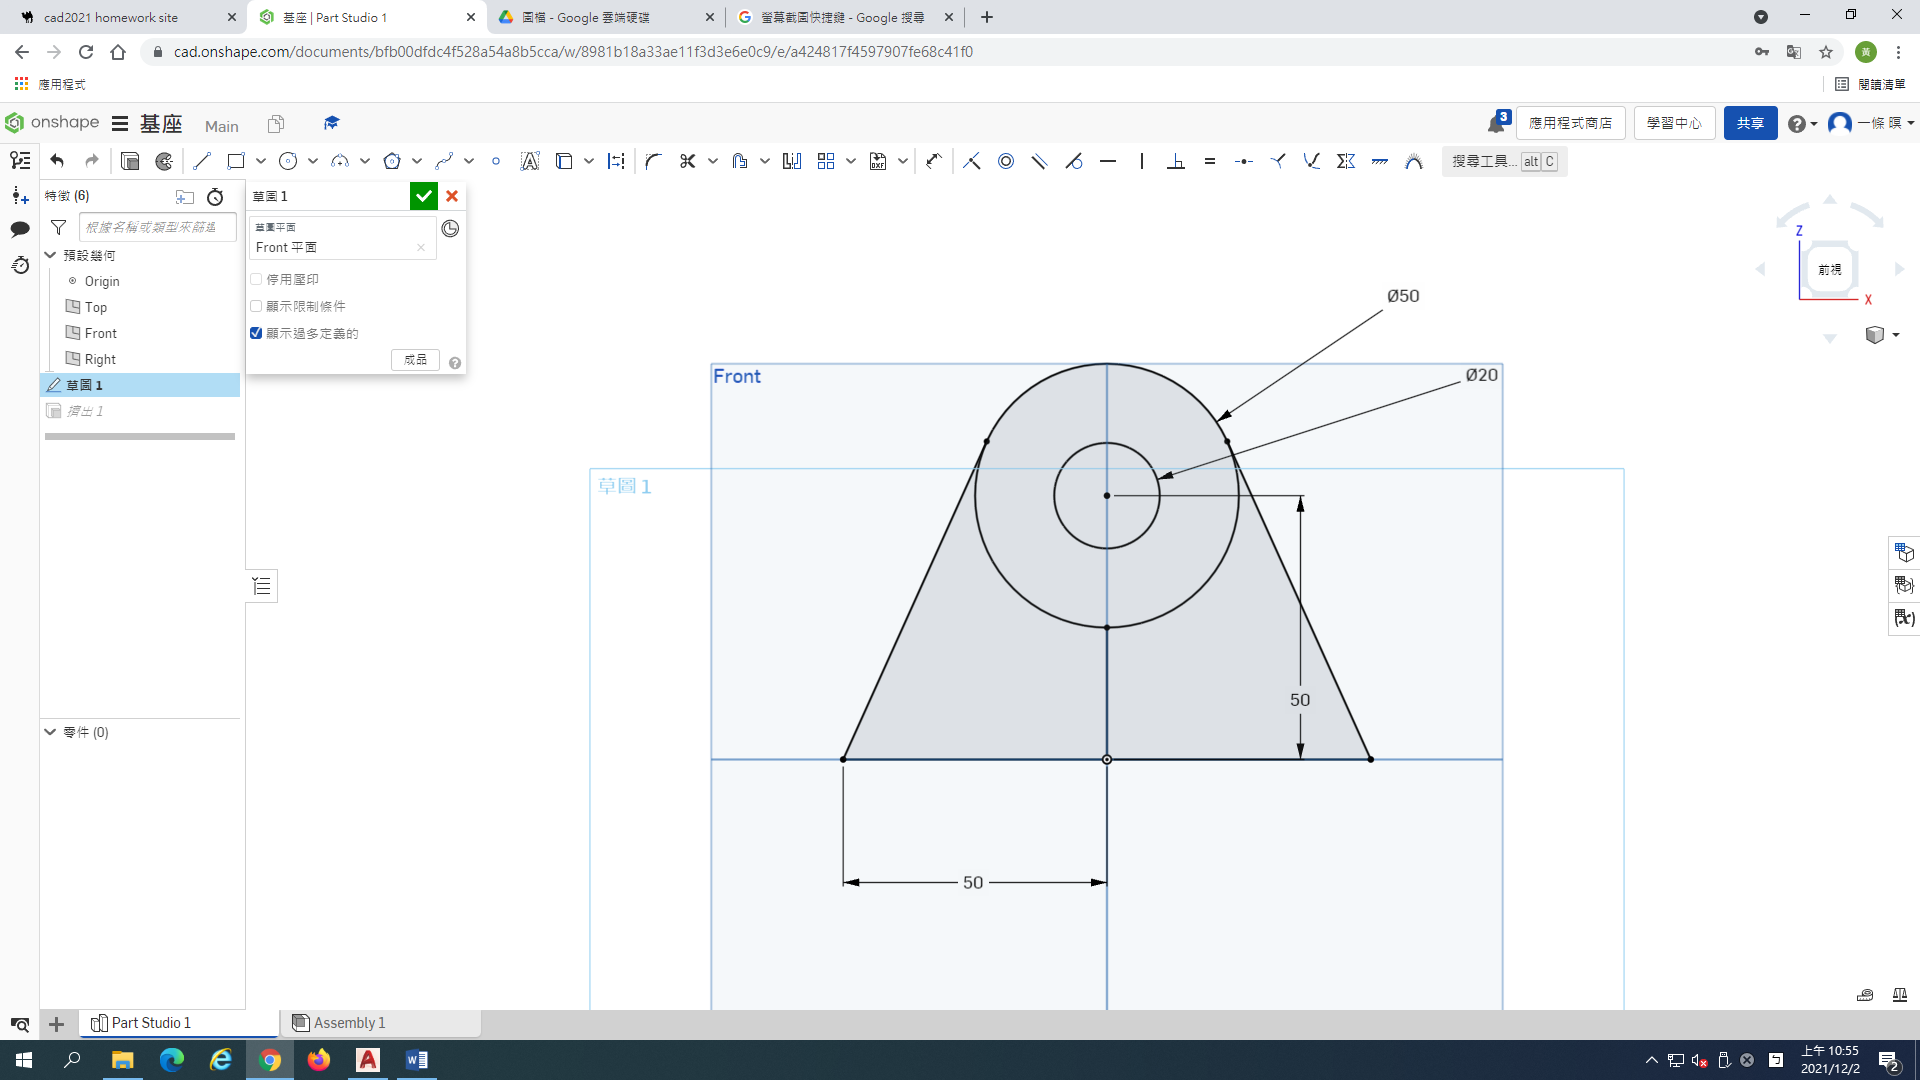 cad2021 homework site
基座 | Part Studio 1
圖檔 - Google 雲端硬碟
螢幕截圖快捷鍵 - Google 搜尋
cad.onshape.com/documents/bfb00dfdc4f528a54a8b5cca/w/8981b18a33ae11f3d3e6e0c9/e/a424817f4597907fe68c41f0
黃
應用程式
閱讀清單
onshape 基座 Main
3
應用程式商店
學習中心
共享
一條 暝
搜尋工具... alt C
特徵 (6)
根據名稱或類型來篩選
預設幾何
Origin
Top
Front
Right
草圖 1
擠出 1
零件 (0)
草圖 1
草圖平面
Front 平面
停用壓印
顯示限制條件
顯示過多定義的
成品
Front
草圖 1
Ø50
Ø20
50
50
Z
前視
X
Part Studio 1
Assembly 1
上午 10:55
2021/12/2
2